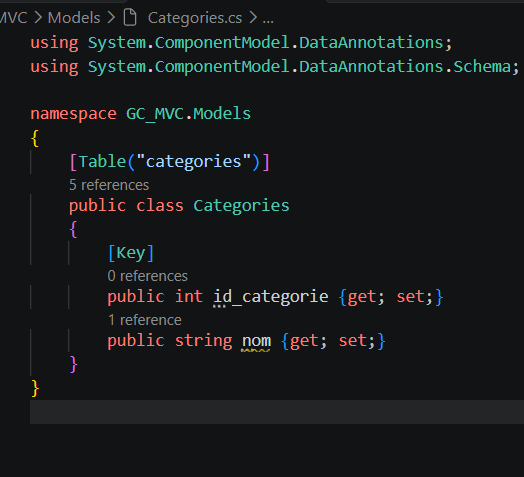 MVC > Models > Categories.cs > ...
using System.ComponentModel.DataAnnotations;
using System.ComponentModel.DataAnnotations.Schema;
namespace GC_MVC.Models
{
[Table("categories")]
5 references
public class Categories
{
[Key]
0 references
public int id_categorie {get; set;}
1 reference
public string nom {get; set;}
}
}